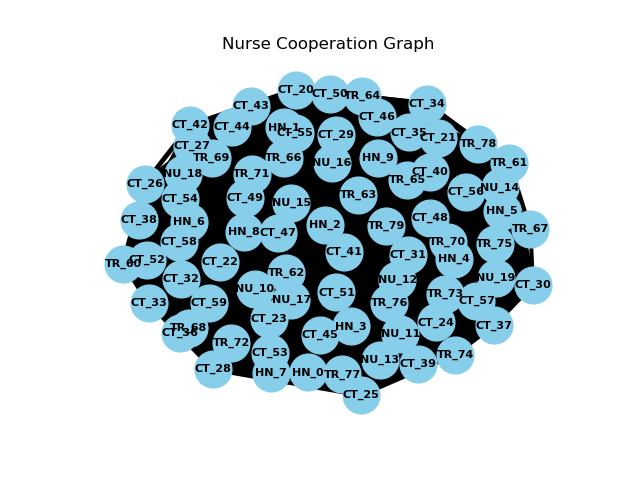 Nurse Cooperation Graph
CT_20
CT_50
TR_64
CT_43
CT_34
CT_46
CT_42
CT_44
HN_1
CT_55
CT_29
CT_35
CT_21
TR_78
CT_27
TR_69
TR_66
NU_16
HN_9
TR_61
NU_18
TR_71
TR_65
CT_40
CT_26
CT_54
CT_49
TR_63
CT_56
NU_14
NU_15
HN_5
CT_38
HN_6
CT_48
HN_8
CT_47
HN_2
TR_79
TR_67
CT_58
TR_70
TR_75
CT_41
CT_31
HN_4
TR_60
CT_52
CT_22
TR_62
CT_32
NU_12
NU_19
CT_30
NU_10
NU_17
CT_51
TR_73
CT_33
CT_59
TR_76
CT_57
CT_23
CT_24
CT_37
CT_36
TR_68
HN_3
CT_45
NU_11
TR_72
CT_53
TR_74
CT_28
HN_7
HN_0
TR_77
NU_13
CT_39
CT_25